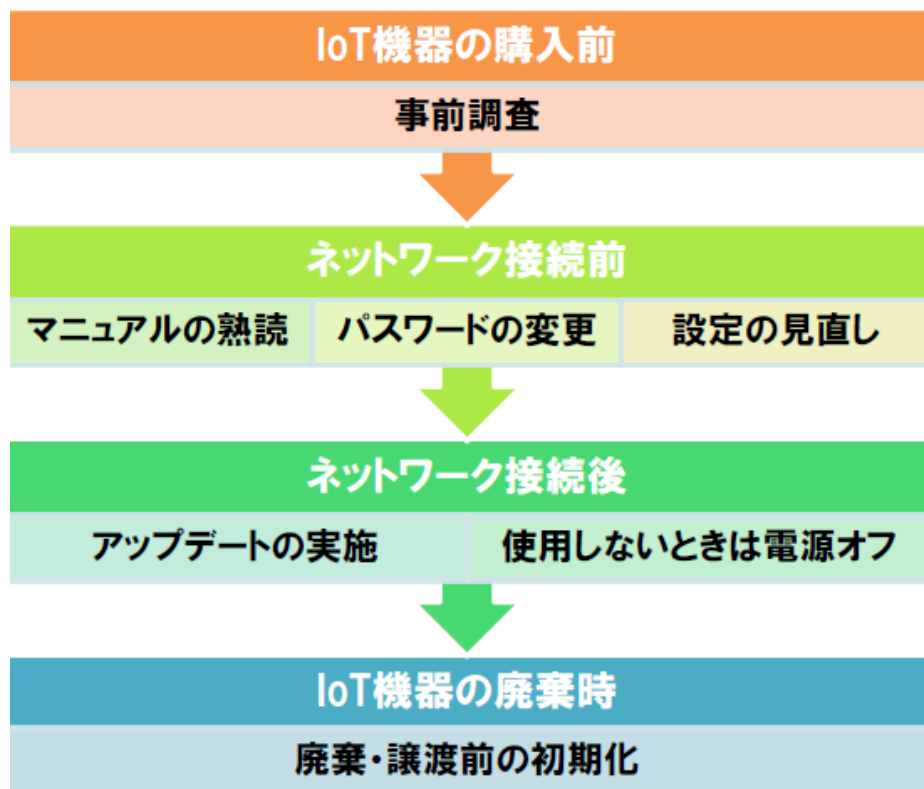 IoT機器の購入前
事前調査
ネットワーク接続前
マニュアルの熟読
パスワードの変更
設定の見直し
ネットワーク接続後
アップデートの実施
使用しないときは電源オフ
IoT機器の廃棄時
廃棄・譲渡前の初期化